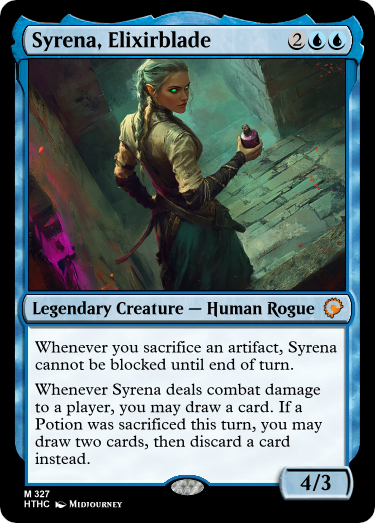 Syrena, Elixirblade 2
Legendary Creature — Human Rogue
Whenever you sacrifice an artifact, Syrena
cannot be blocked until end of turn.
Whenever Syrena deals combat damage
to a player, you may draw a card. If a
Potion was sacrificed this turn, you may
draw two cards, then discard a card
instead.
4/3
M 327
HTHC Midjourney